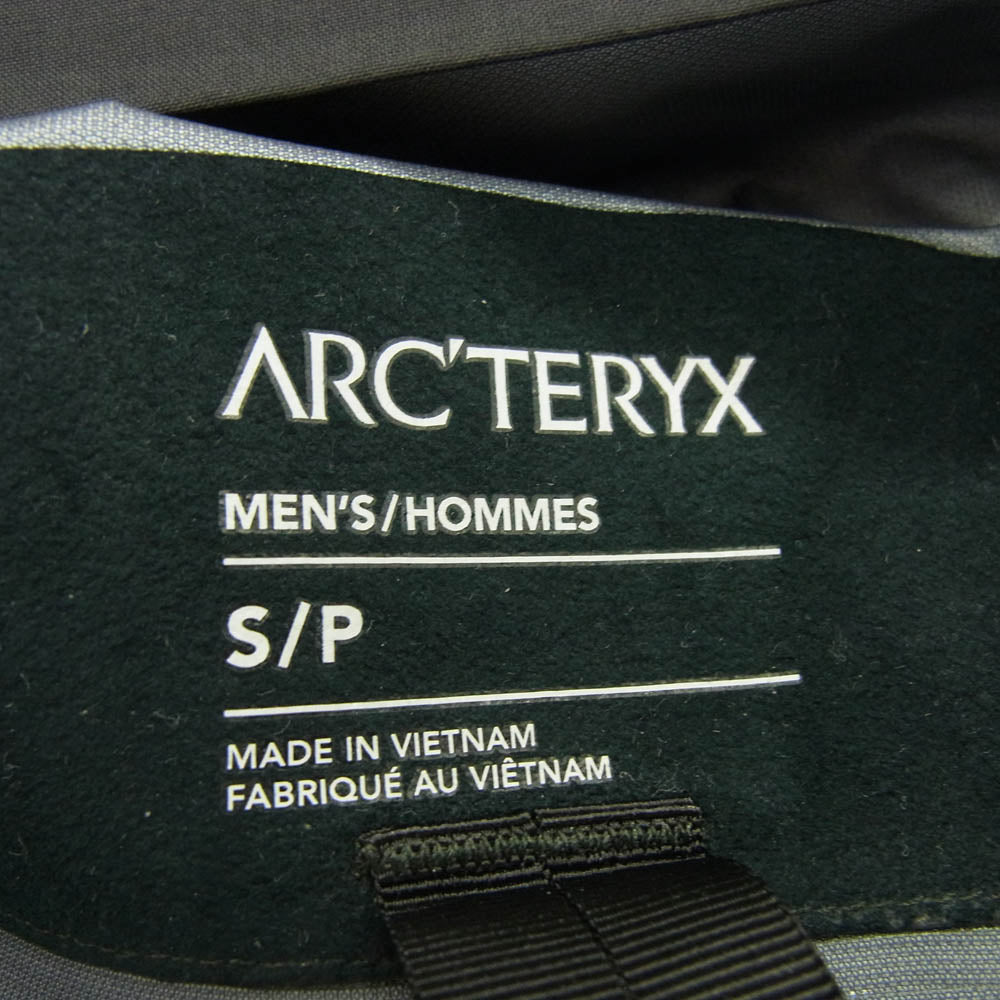 ARC'TERYX
MEN'S/HOMMES
S/P
MADE IN VIETNAM
FABRIQUÉ AU VIÊTNAM